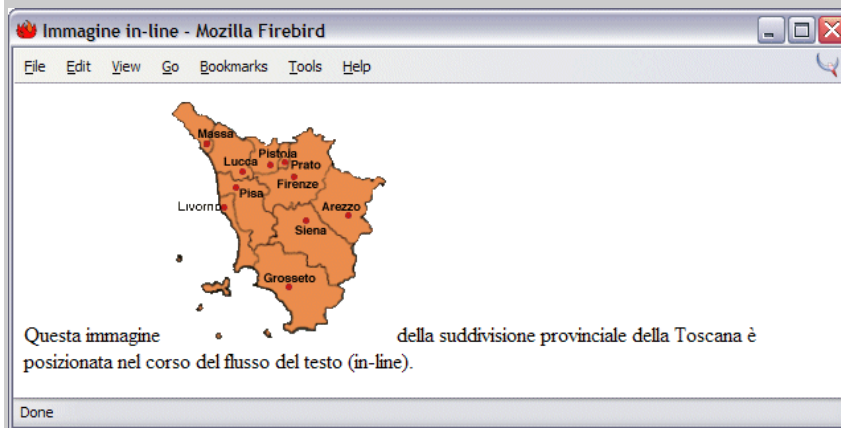 Immagine in-line - Mozilla Firebird
File Edit View Go Bookmarks Tools Help
Massa
Pistoia
Lucca
Prato
Firenze
Pisa
Livorno
Arezzo
Siena
Grosseto
Questa immagine della suddivisione provinciale della Toscana è
posizionata nel corso del flusso del testo (in-line).
Done